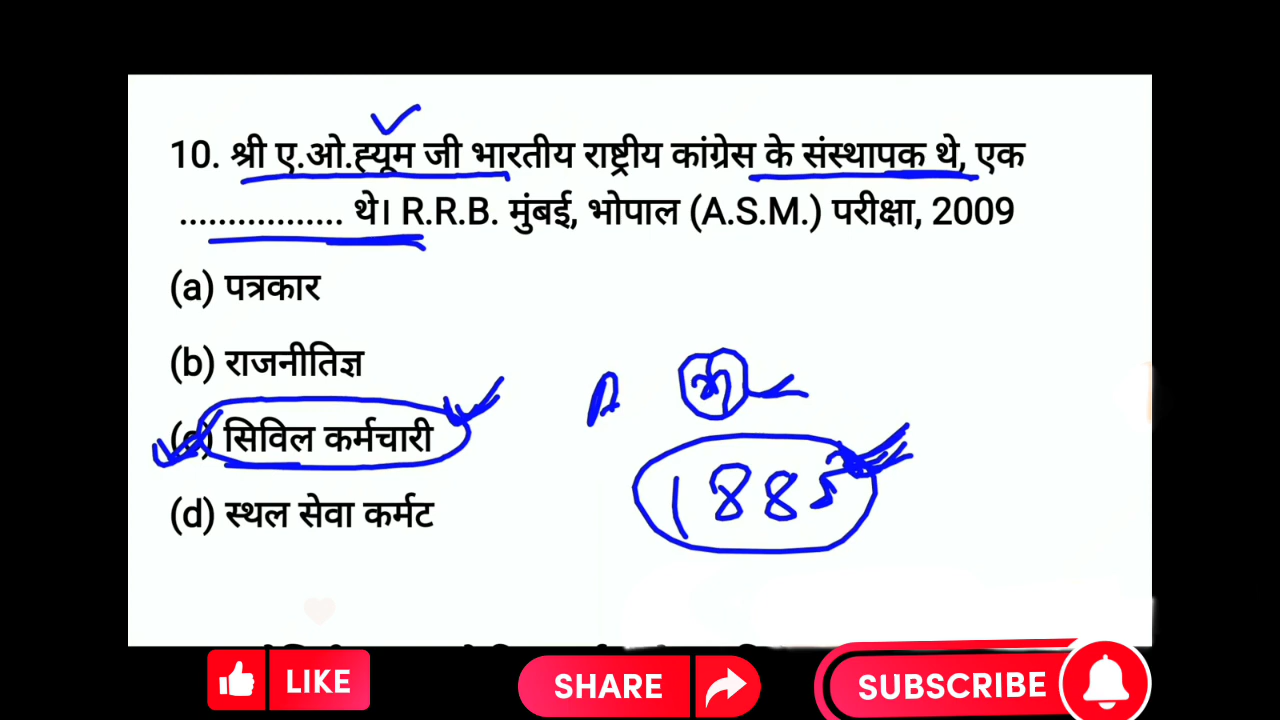 10. श्री ए.ओ.ह्यूम जी भारतीय राष्ट्रीय कांग्रेस के संस्थापक थे, एक
................. थे। R.R.B. मुंबई, भोपाल (A.S.M.) परीक्षा, 2009
(a) पत्रकार
(b) राजनीतिज्ञ
(c) सिविल कर्मचारी
(d) स्थल सेवा कर्मट
1885
LIKE
SHARE
SUBSCRIBE